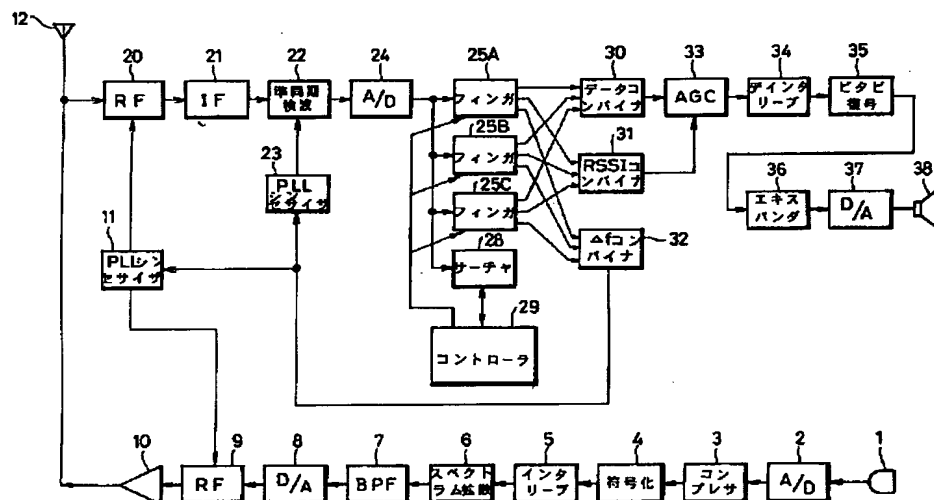 12
20
21
22
24
25A
30
33
34
35
RF
IF
準同期
検波
A/D
フィンガ
データコ
ンバイナ
AGC
デインタ
リーブ
ビタビ
復号
25B
フィンガ
31
RSSIコ
ンバイナ
23
PLL
シン
セサイザ
25C
フィンガ
36
37
38
エキス
パンダ
D/A
11
PLLシン
セサイザ
28
サーチャ
32
Δfコン
バイナ
29
コントローラ
10
9
8
7
6
5
4
3
2
1
RF
D/A
BPF
スペクト
ラム拡散
インタ
リーブ
符号化
コン
プレサ
A/D